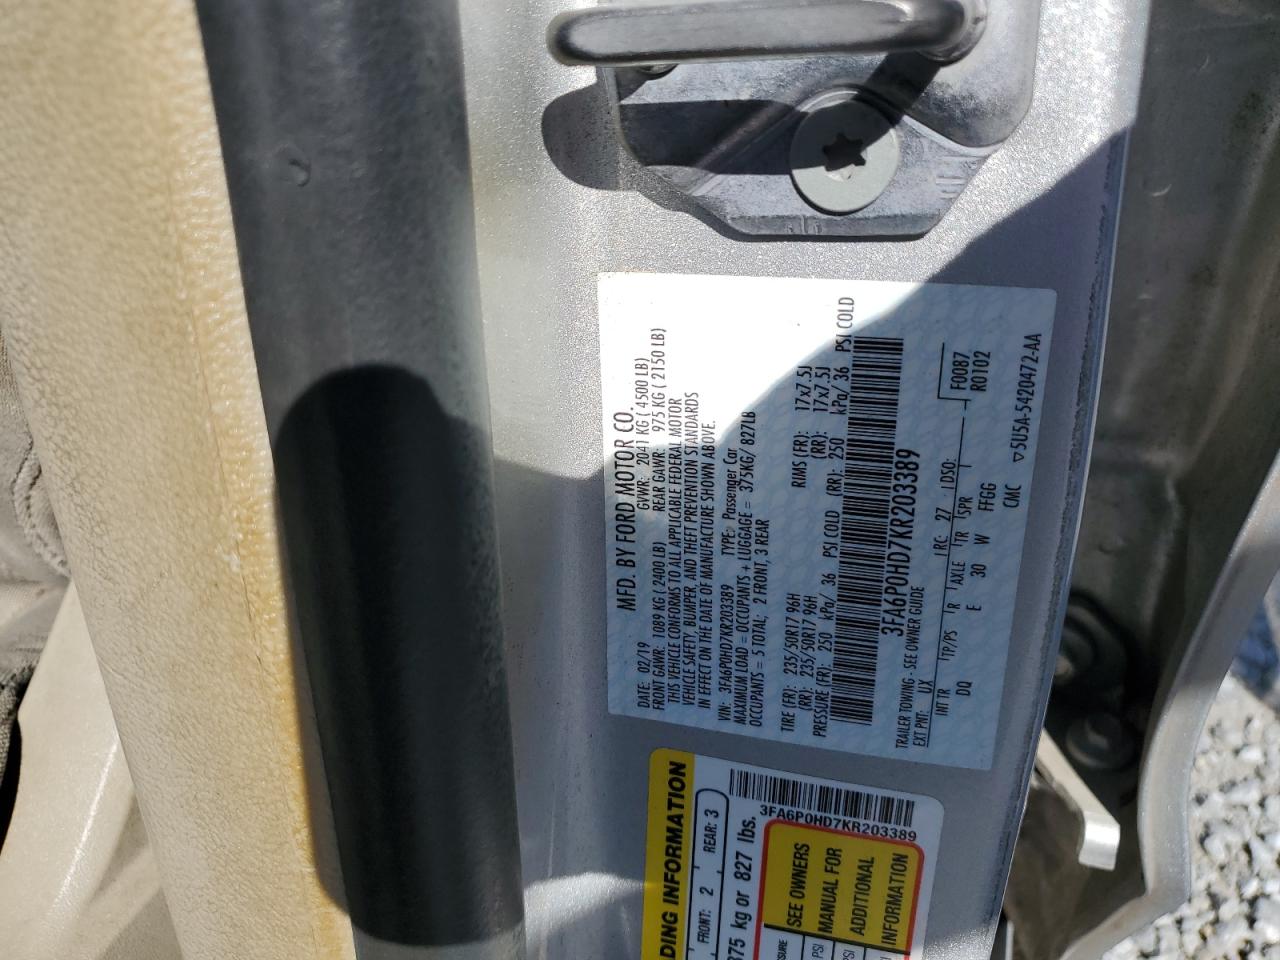 MFD. BY FORD MOTOR CO.
DATE: 02/19 GVWR: 2041 KG ( 4500 LB)
FRONT GAWR: 1089 KG ( 2400 LB) REAR GAWR: 975 KG ( 2150 LB)
THIS VEHICLE CONFORMS TO ALL APPLICABLE FEDERAL MOTOR
VEHICLE SAFETY, BUMPER, AND THEFT PREVENTION STANDARDS
IN EFFECT ON THE DATE OF MANUFACTURE SHOWN ABOVE.
VIN: 3FA6P0HD7KR203389 TYPE: Passenger Car
MAXIMUM LOAD = OCCUPANTS + LUGGAGE = 375KG/ 827LB
OCCUPANTS = 5 TOTAL; 2 FRONT, 3 REAR
TIRE (FR): 235/50R17 96H RIMS (FR): 17x7.5J
(RR): 235/50R17 96H (RR): 17x7.5J
PRESSURE (FR): 250 kPa/ 36 PSI COLD (RR): 250 kPa/ 36 PSI COLD
3FA6P0HD7KR203389
TRAILER TOWING - SEE OWNER GUIDE
EXT PNT: UX RC: 27 DSO: F0087
INT TR TP/PS R AXLE TR SPR R0102
DQ E 30 W FFGG
CMC ▽5U5A-5420472-AA
DING INFORMATION
FRONT: 2 REAR: 3
375 kg or 827 lbs.
3FA6P0HD7KR203389
SEE OWNERS
MANUAL FOR
ADDITIONAL
INFORMATION
PSI
PSI